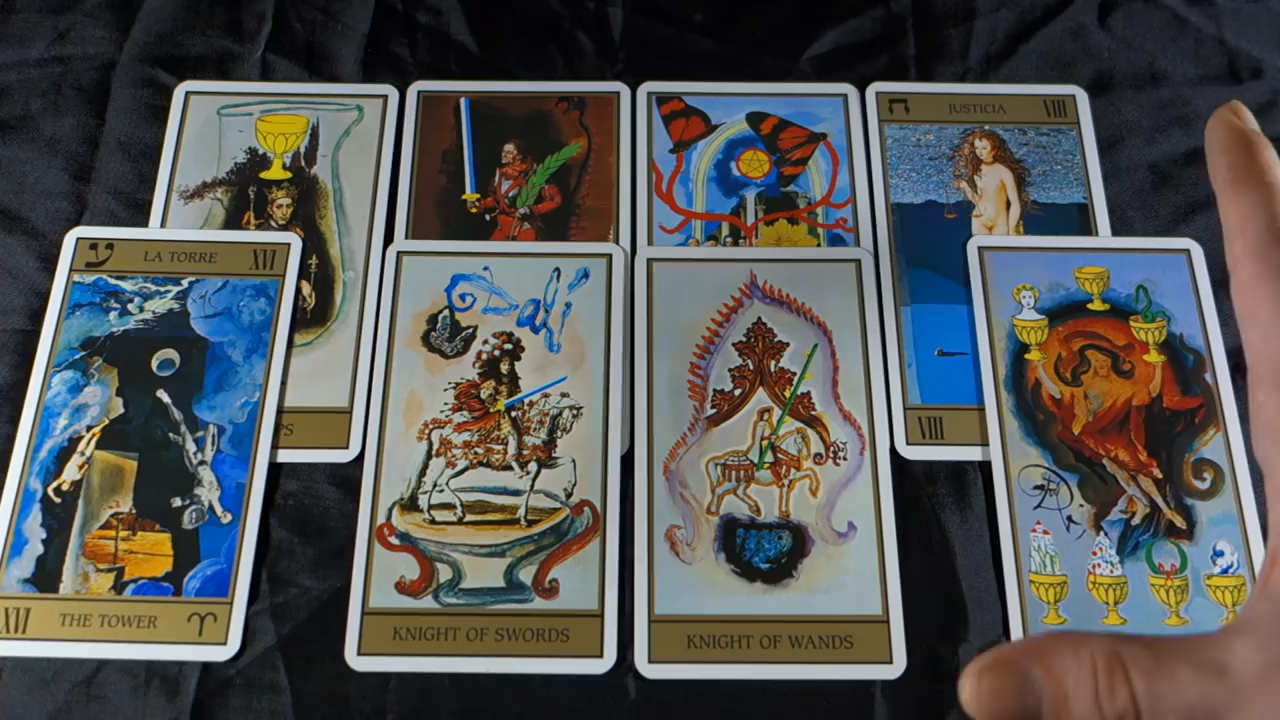 JUSTICIA VIII
LA TORRE XVI
Dalí
PS
VIII
XVI THE TOWER
KNIGHT OF SWORDS
KNIGHT OF WANDS